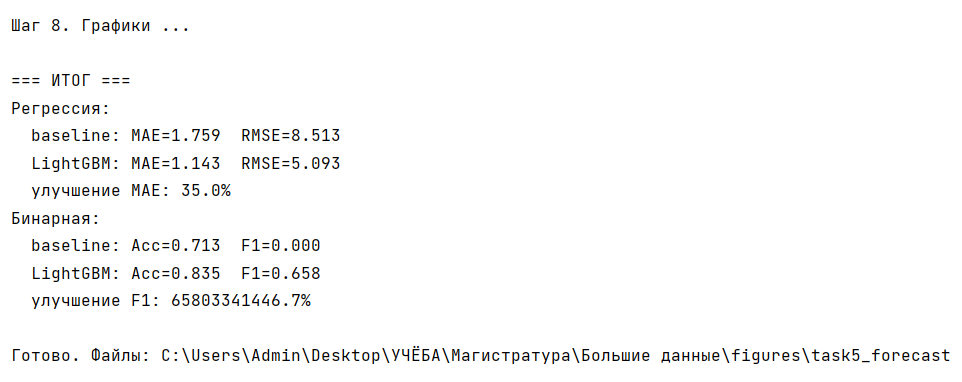 Шаг 8. Графики ...
=== ИТОГ ===
Регрессия:
baseline: MAE=1.759  RMSE=8.513
LightGBM: MAE=1.143  RMSE=5.093
улучшение MAE: 35.0%
Бинарная:
baseline: Acc=0.713  F1=0.000
LightGBM: Acc=0.835  F1=0.658
улучшение F1: 65803341446.7%
Готово. Файлы: C:\Users\Admin\Desktop\УЧЁБА\Магистратура\Большие данные\figures\task5_forecast